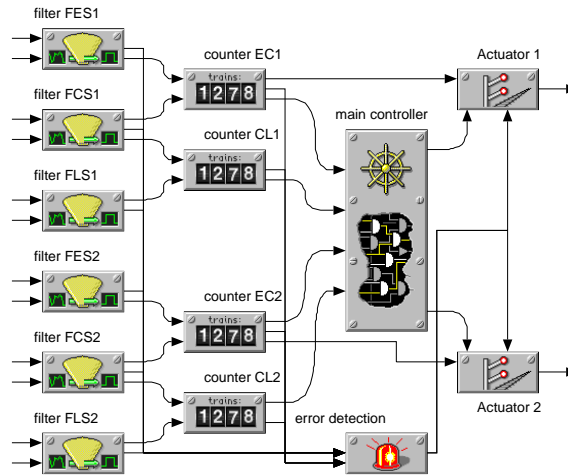 filter FES1
counter EC1
Actuator 1
trains:
1278
filter FCS1
main controller
counter CL1
trains:
1278
filter FLS1
filter FES2
counter EC2
trains:
1278
filter FCS2
counter CL2
trains:
1278
Actuator 2
filter FLS2
error detection